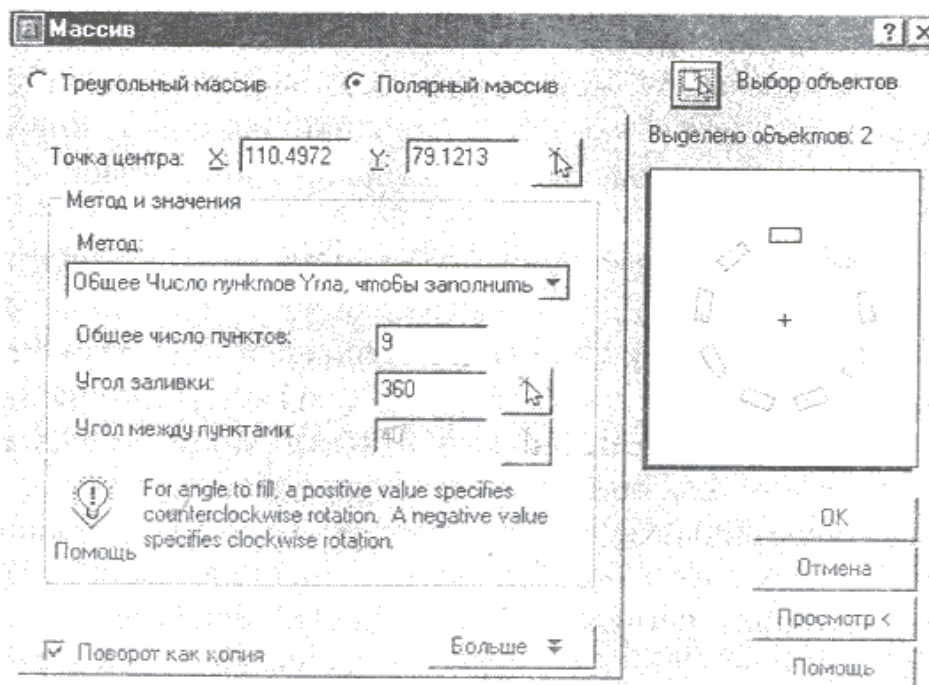 Массив
Треугольный массив
Полярный массив
Выбор объектов
Выделено объектов: 2
Точка центра: X: 110.4972 Y: 79.1213
Метод и значения
Метод:
Общее Число пунктов Угла, чтобы заполнить
Общее число пунктов: 9
Угол заливки: 360
Угол между пунктами: 40
For angle to fill, a positive value specifies
counterclockwise rotation. A negative value
specifies clockwise rotation.
Помощь
Поворот как копия
Больше
OK
Отмена
Просмотр <
Помощь